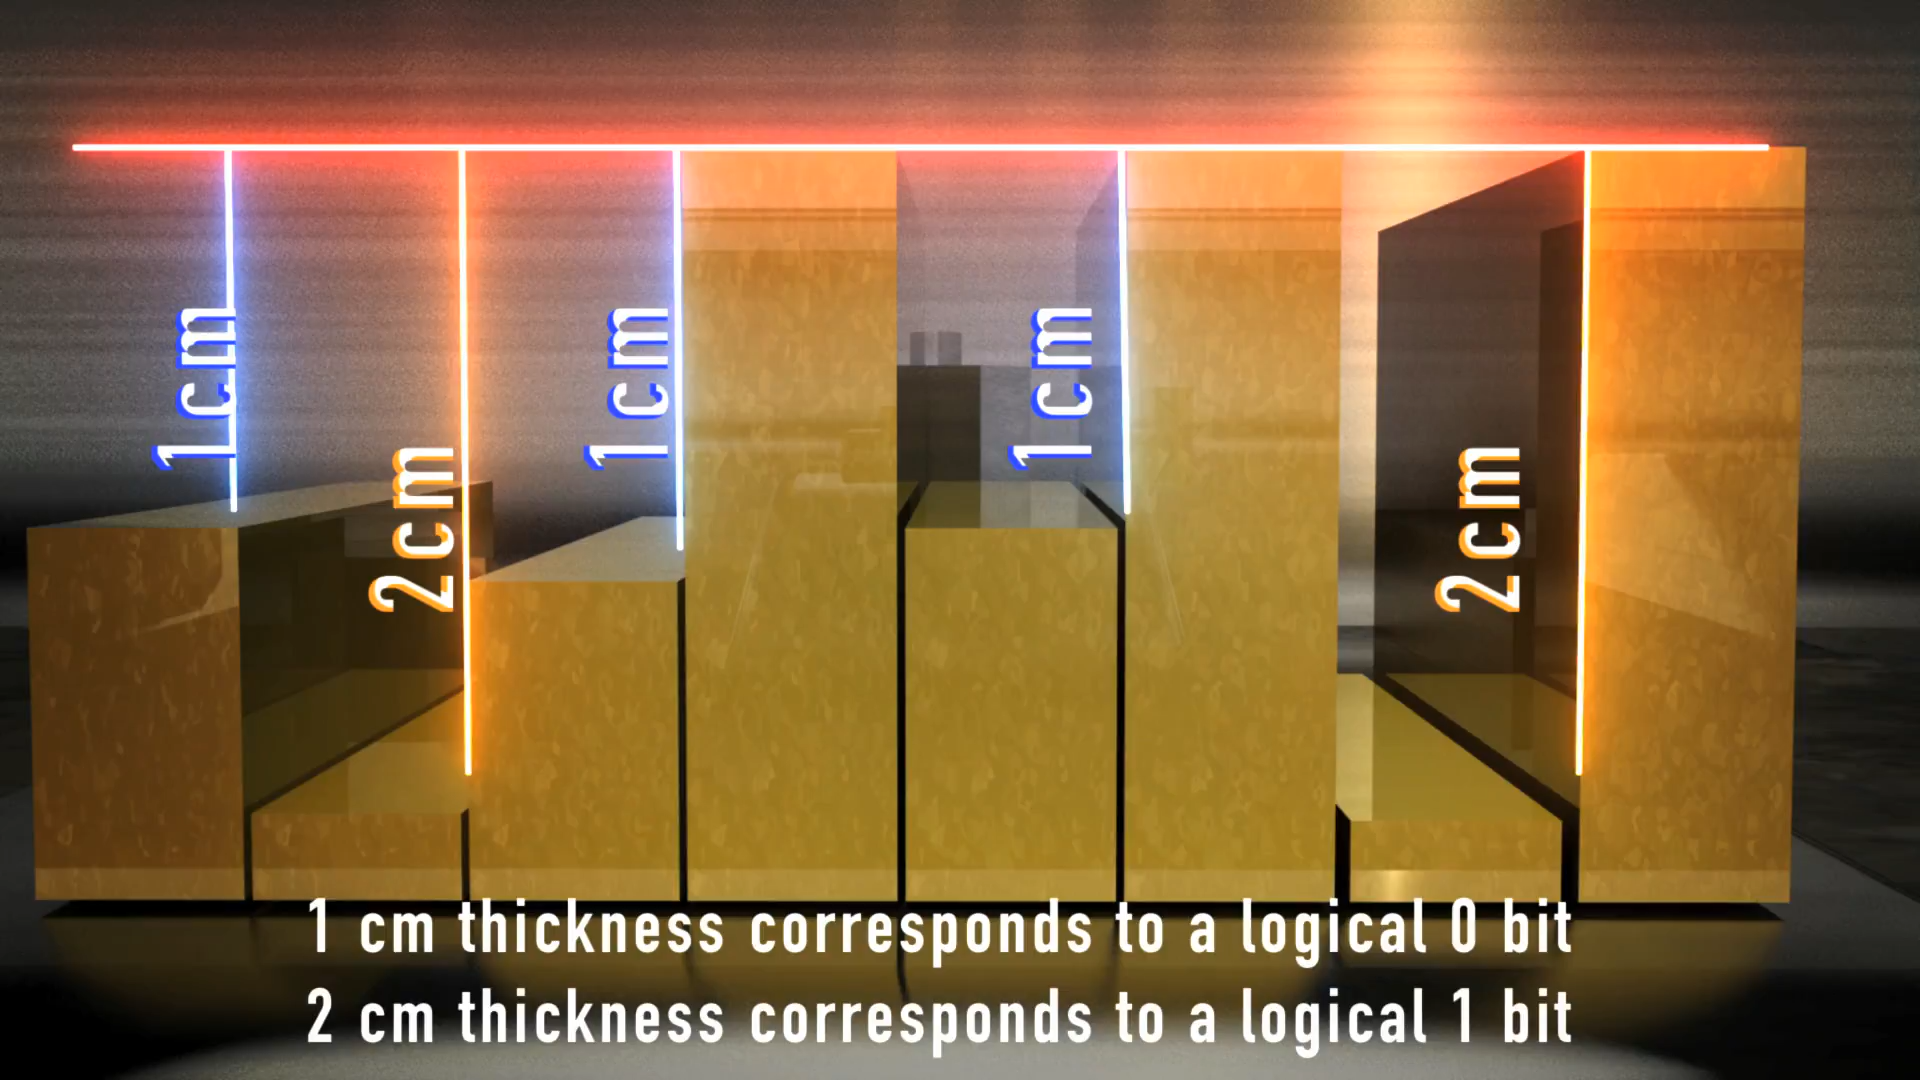 1cm
2cm
1cm
1cm
2cm
1 cm thickness corresponds to a logical 0 bit
2 cm thickness corresponds to a logical 1 bit